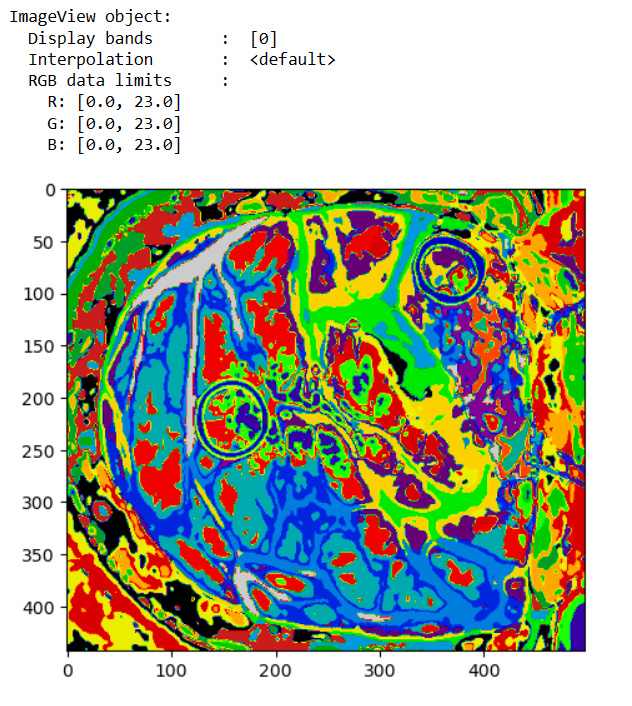 ImageView object:
Display bands : [0]
Interpolation : <default>
RGB data limits :
R: [0.0, 23.0]
G: [0.0, 23.0]
B: [0.0, 23.0]
0
50
100
150
200
250
300
350
400
0 100 200 300 400